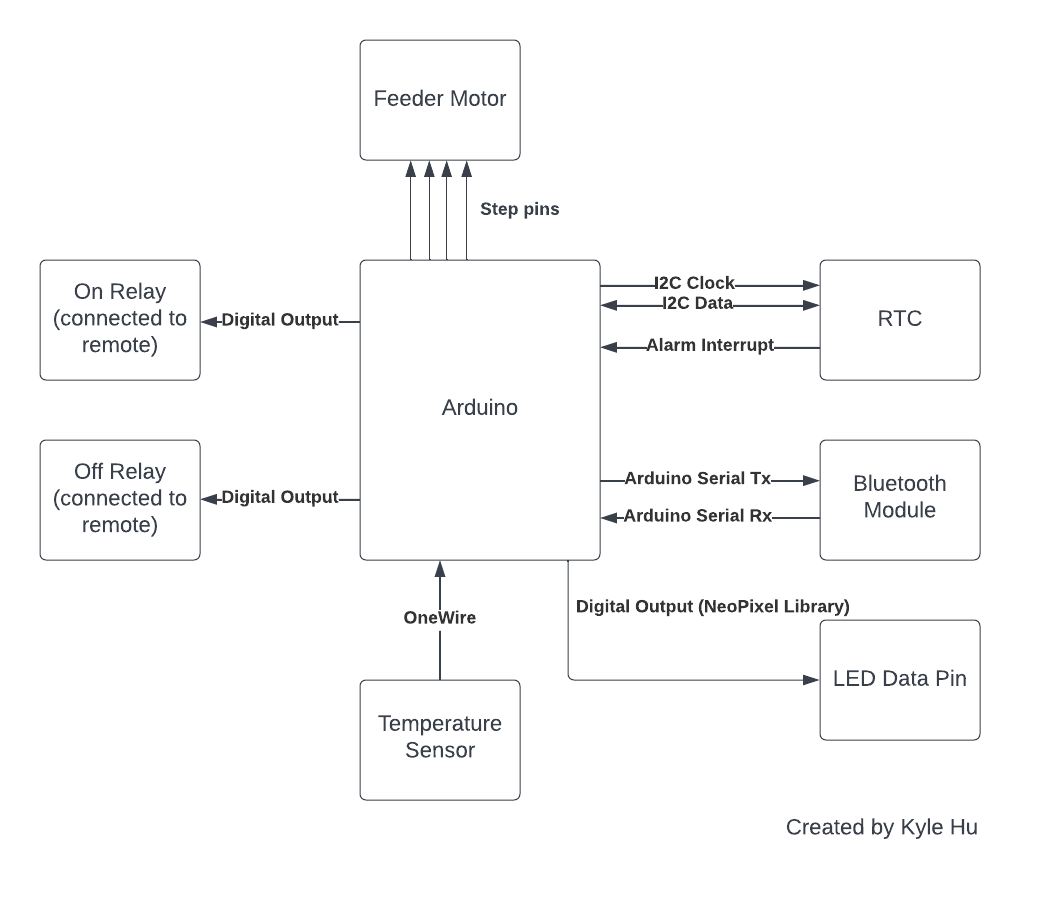 Feeder Motor
Step pins
On Relay
(connected to
remote)
Digital Output
I2C Clock
I2C Data
Alarm Interrupt
RTC
Arduino
Off Relay
(connected to
remote)
Digital Output
Arduino Serial Tx
Arduino Serial Rx
Bluetooth
Module
OneWire
Digital Output (NeoPixel Library)
LED Data Pin
Temperature
Sensor
Created by Kyle Hu